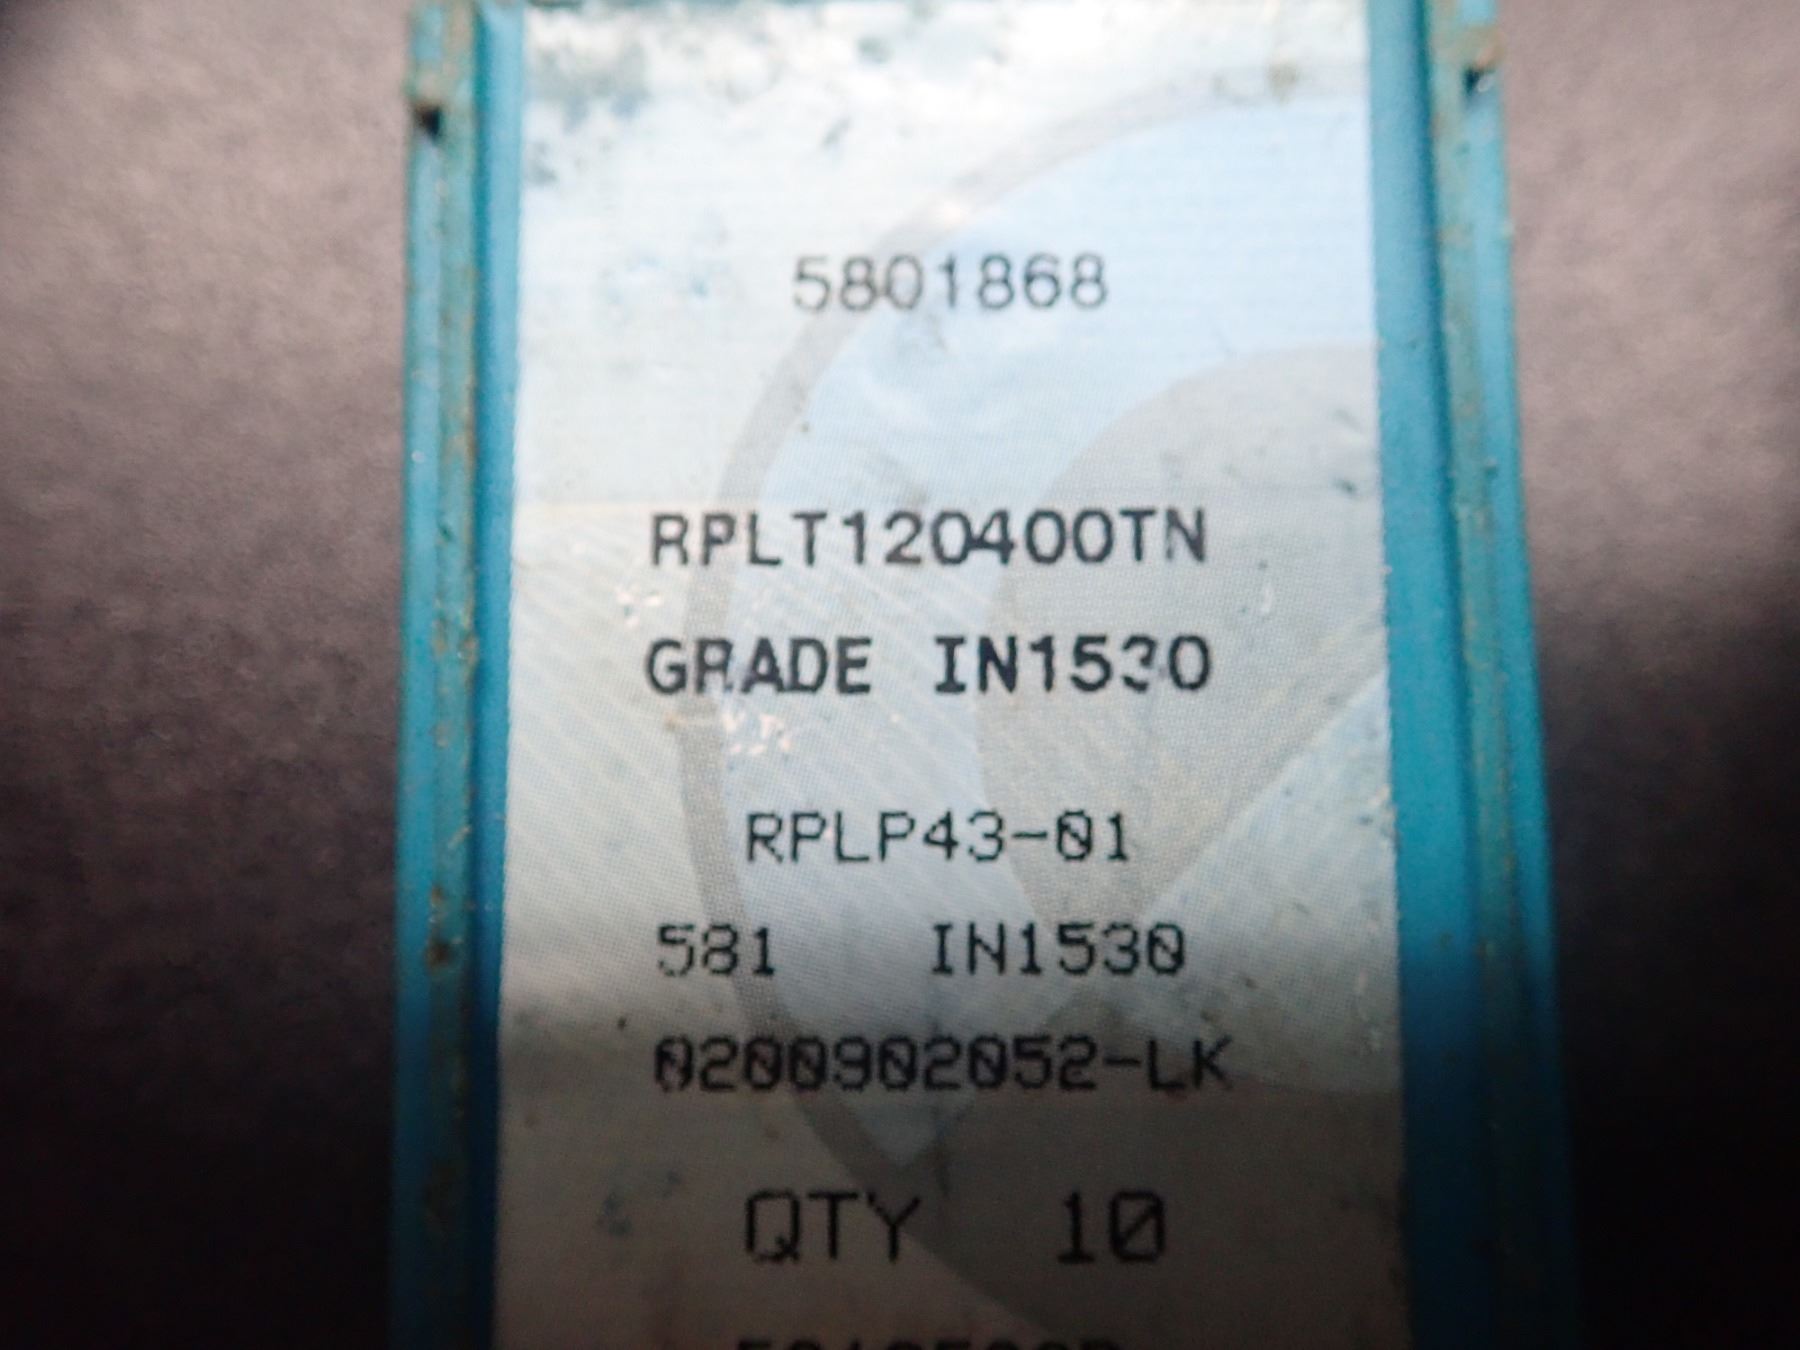 5801868
RPLT120400TN
GRADE IN1530
RPLP43-01
581 IN1530
0200902052-LK
QTY 10